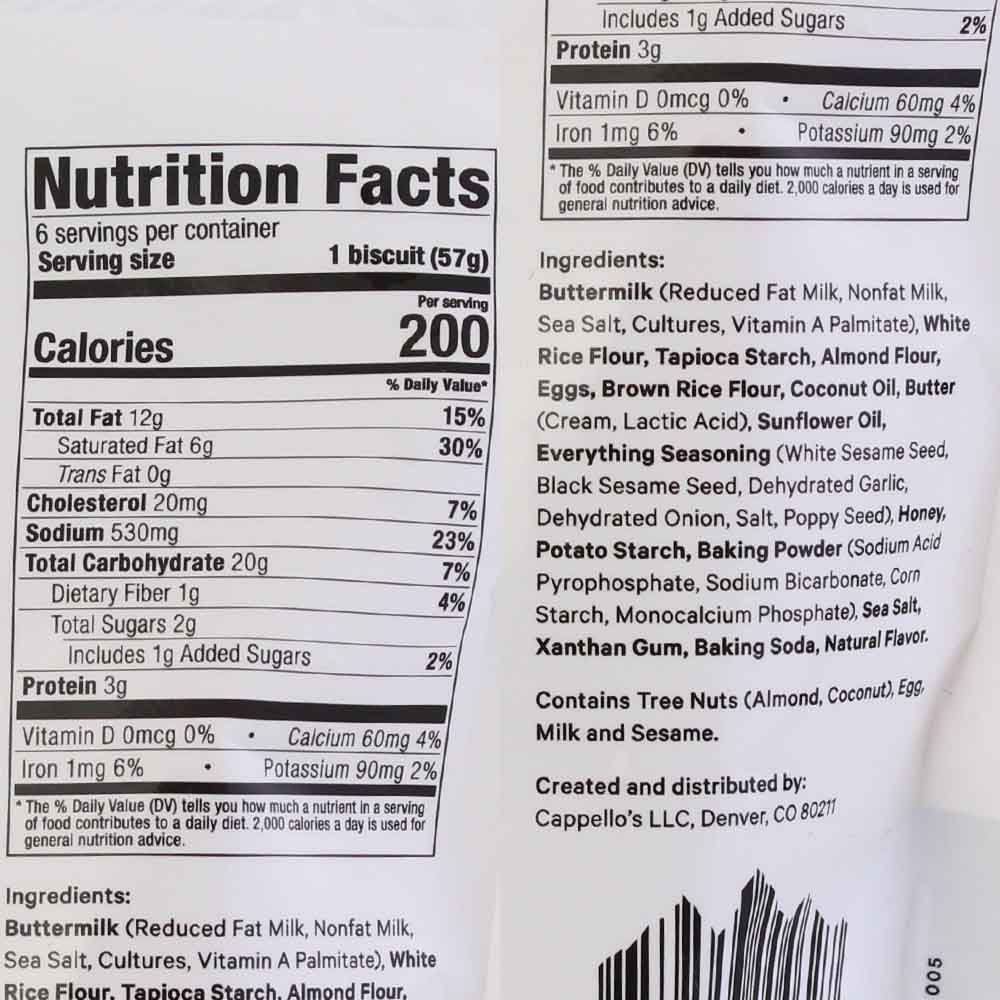 Nutrition Facts
6 servings per container
Serving size 1 biscuit (57g)
Per serving
Calories 200
% Daily Value*
Total Fat 12g 15%
Saturated Fat 6g 30%
Trans Fat 0g
Cholesterol 20mg 7%
Sodium 530mg 23%
Total Carbohydrate 20g 7%
Dietary Fiber 1g 4%
Total Sugars 2g
Includes 1g Added Sugars 2%
Protein 3g
Vitamin D 0mcg 0% • Calcium 60mg 4%
Iron 1mg 6% • Potassium 90mg 2%
* The % Daily Value (DV) tells you how much a nutrient in a serving
of food contributes to a daily diet. 2,000 calories a day is used for
general nutrition advice.
Ingredients:
Buttermilk (Reduced Fat Milk, Nonfat Milk,
Sea Salt, Cultures, Vitamin A Palmitate), White
Rice Flour, Tapioca Starch, Almond Flour,
Includes 1g Added Sugars 2%
Protein 3g
Vitamin D 0mcg 0% • Calcium 60mg 4%
Iron 1mg 6% • Potassium 90mg 2%
* The % Daily Value (DV) tells you how much a nutrient in a serving
of food contributes to a daily diet. 2,000 calories a day is used for
general nutrition advice.
Ingredients:
Buttermilk (Reduced Fat Milk, Nonfat Milk,
Sea Salt, Cultures, Vitamin A Palmitate), White
Rice Flour, Tapioca Starch, Almond Flour,
Eggs, Brown Rice Flour, Coconut Oil, Butter
(Cream, Lactic Acid), Sunflower Oil,
Everything Seasoning (White Sesame Seed,
Black Sesame Seed, Dehydrated Garlic,
Dehydrated Onion, Salt, Poppy Seed), Honey,
Potato Starch, Baking Powder (Sodium Acid
Pyrophosphate, Sodium Bicarbonate, Corn
Starch, Monocalcium Phosphate), Sea Salt,
Xanthan Gum, Baking Soda, Natural Flavor.
Contains Tree Nuts (Almond, Coconut), Egg,
Milk and Sesame.
Created and distributed by:
Cappello's LLC, Denver, CO 80211
005